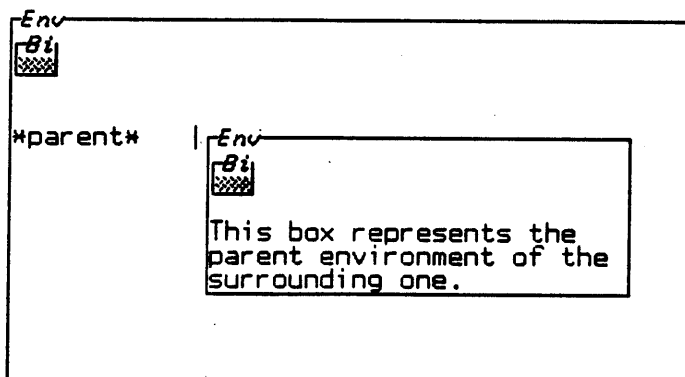 Env
Bi
*parent* | Env
Bi
This box represents the
parent environment of the
surrounding one.